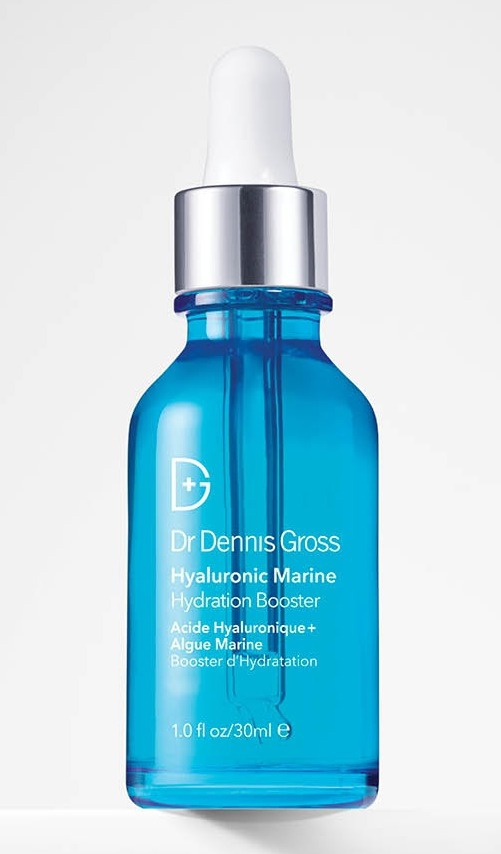 D+G
Dr Dennis Gross
Hyaluronic Marine
Hydration Booster
Acide Hyaluronique+
Algue Marine
Booster d'Hydratation
1.0 fl oz/30ml ℮